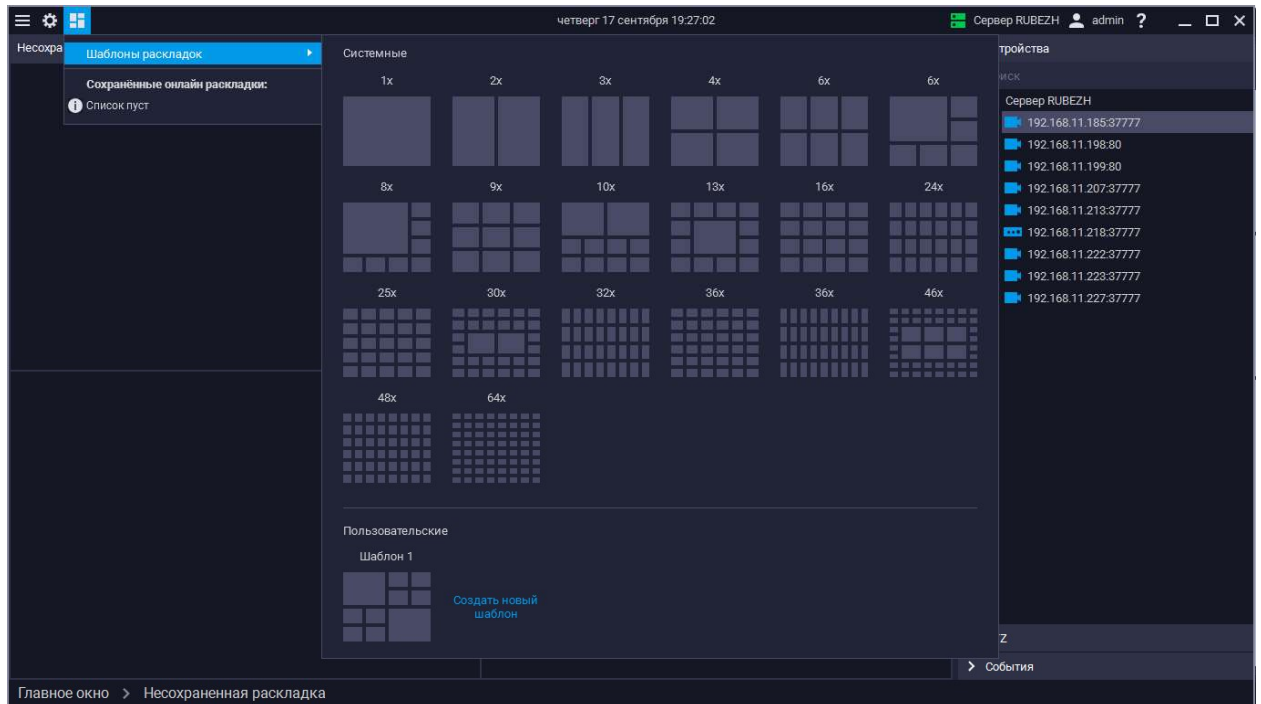 четверг 17 сентября 19:27:02
Сервер RUBEZH admin ?
Несохра
Шаблоны раскладок
Сохранённые онлайн раскладки:
Список пуст
Системные
1x 2x 3x 4x 6x 6x
8x 9x 10x 13x 16x 24x
25x 30x 32x 36x 36x 46x
48x 64x
Пользовательские
Шаблон 1
Создать новый
шаблон
тройства
иск
Сервер RUBEZH
192.168.11.185:37777
192.168.11.198:80
192.168.11.199:80
192.168.11.207:37777
192.168.11.213:37777
192.168.11.218:37777
192.168.11.222:37777
192.168.11.223:37777
192.168.11.227:37777
Z
События
Главное окно > Несохраненная раскладка